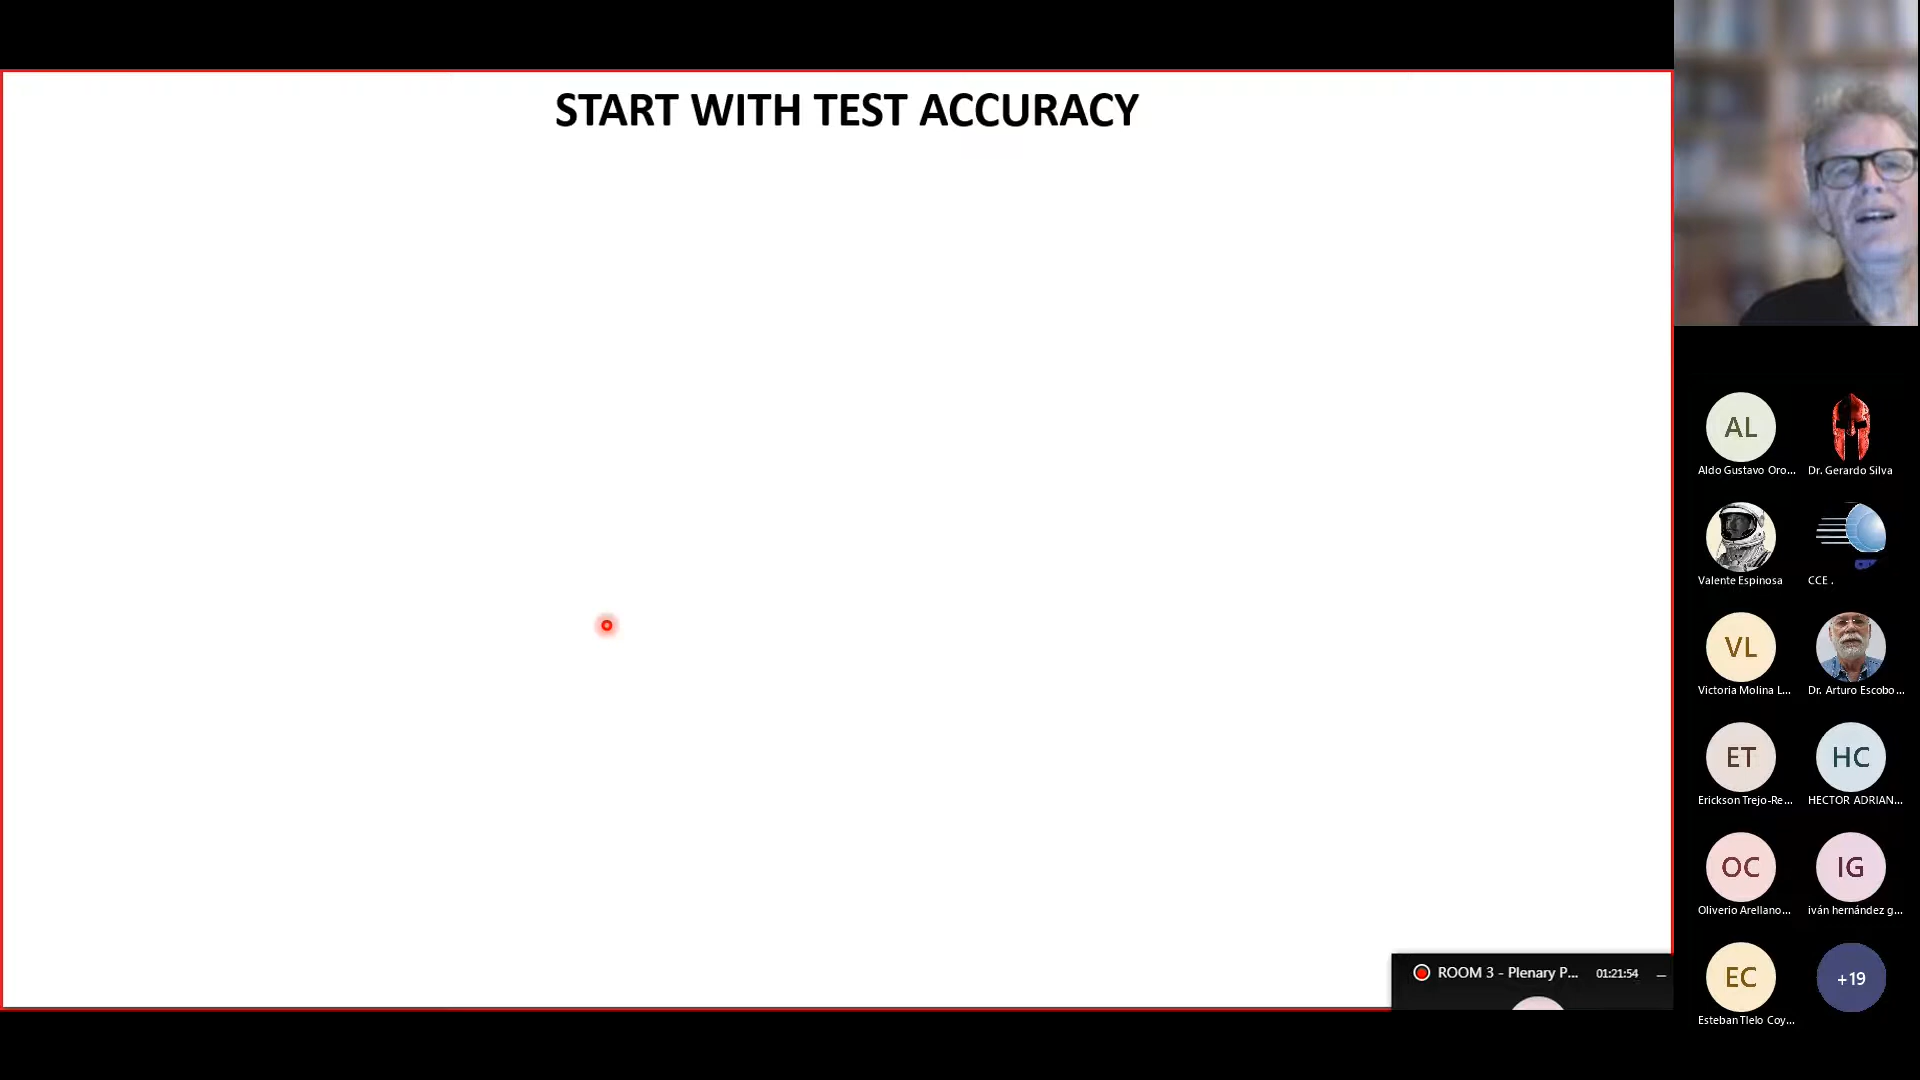 START WITH TEST ACCURACY
AL
Aldo Gustavo Oro...
Dr. Gerardo Silva
Valente Espinosa
CCE .
VL
Victoria Molina L...
Dr. Arturo Escobo...
ET
HC
Erickson Trejo-Re...
HECTOR ADRIAN...
OC
IG
Oliverio Arellano...
iván hernández g...
ROOM 3 - Plenary P... 01:21:54
EC
+19
Esteban Tlelo Coy...